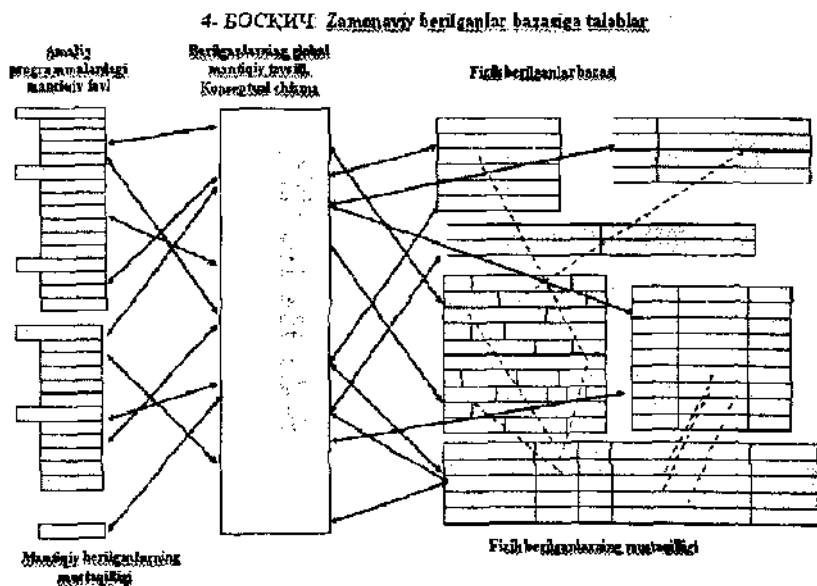 4- БОСҚИЧ: Zamonaviy berilganlar bazasiga talablar
Amaliy
programmalardagi
mantiqiy fayl
Berilganlarning global
mantiqiy tavsifi.
Konseptual chizma
Fizik berilganlar bazasi
Mantiqiy berilganlarning
mustaqilligi
Fizik berilganlarning mustaqilligi